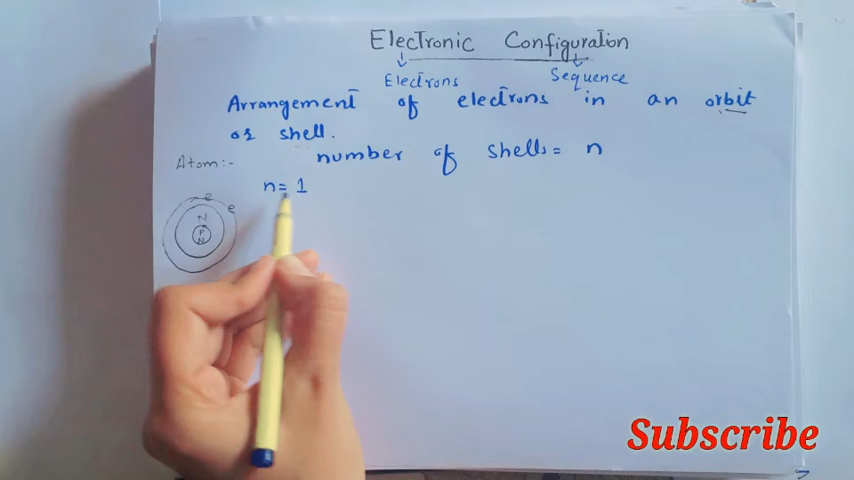 Electronic Configuration
Electrons Sequence
Arrangement of electrons in an orbit
or shell.
number of shells = n
Atom:-
n = 1
e
e
N
P
N
Subscribe